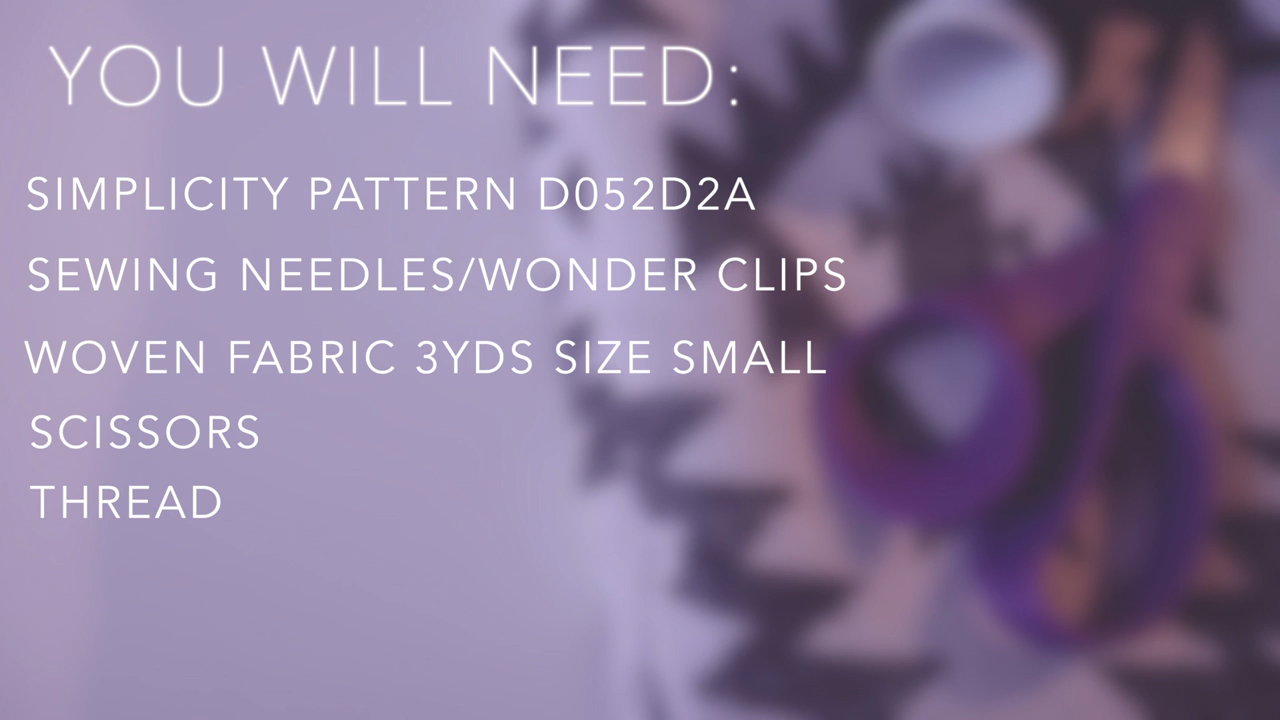 YOU WILL NEED:
SIMPLICITY PATTERN D052D2A
SEWING NEEDLES/WONDER CLIPS
WOVEN FABRIC 3YDS SIZE SMALL
SCISSORS
THREAD